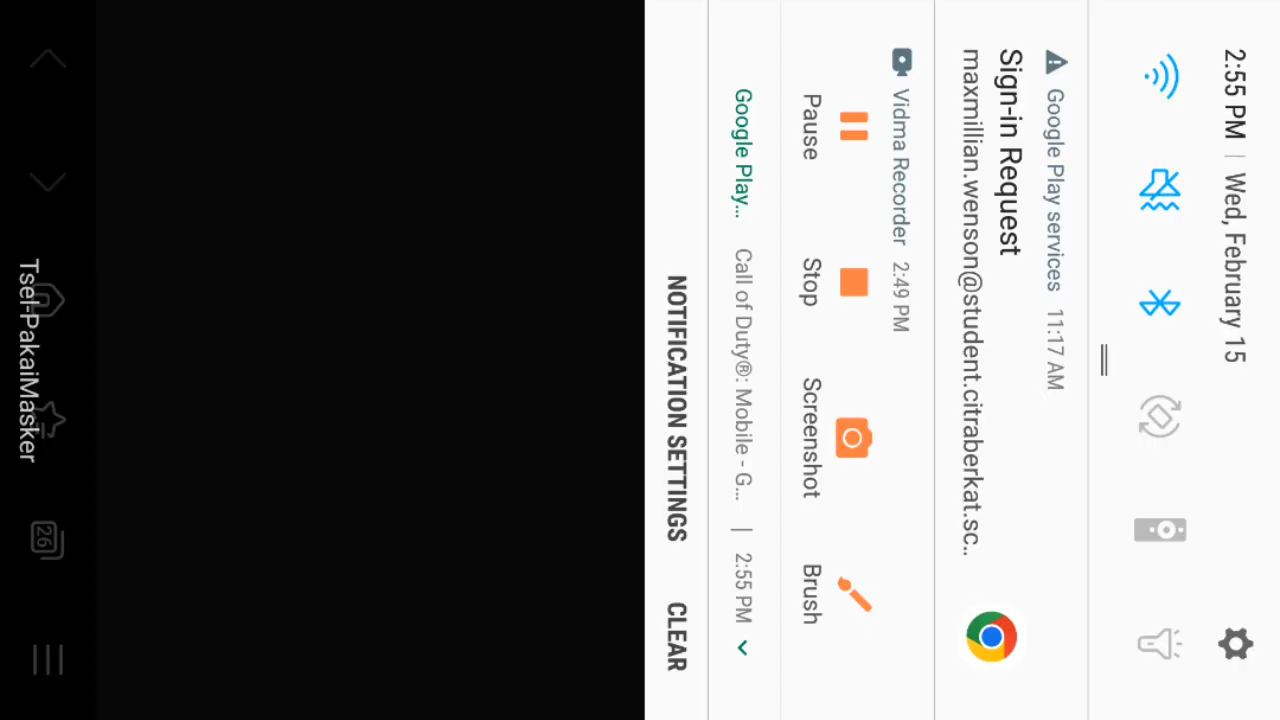 2:55 PM | Wed, February 15
Google Play services 11:17 AM
Sign-in Request
maxmillian.wenson@student.citraberkat.sc..
Vidma Recorder 2:49 PM
Pause Stop Screenshot Brush
Google Play... Call of Duty®: Mobile - G... | 2:55 PM
NOTIFICATION SETTINGS CLEAR
26
Tsel-PakaiMasker